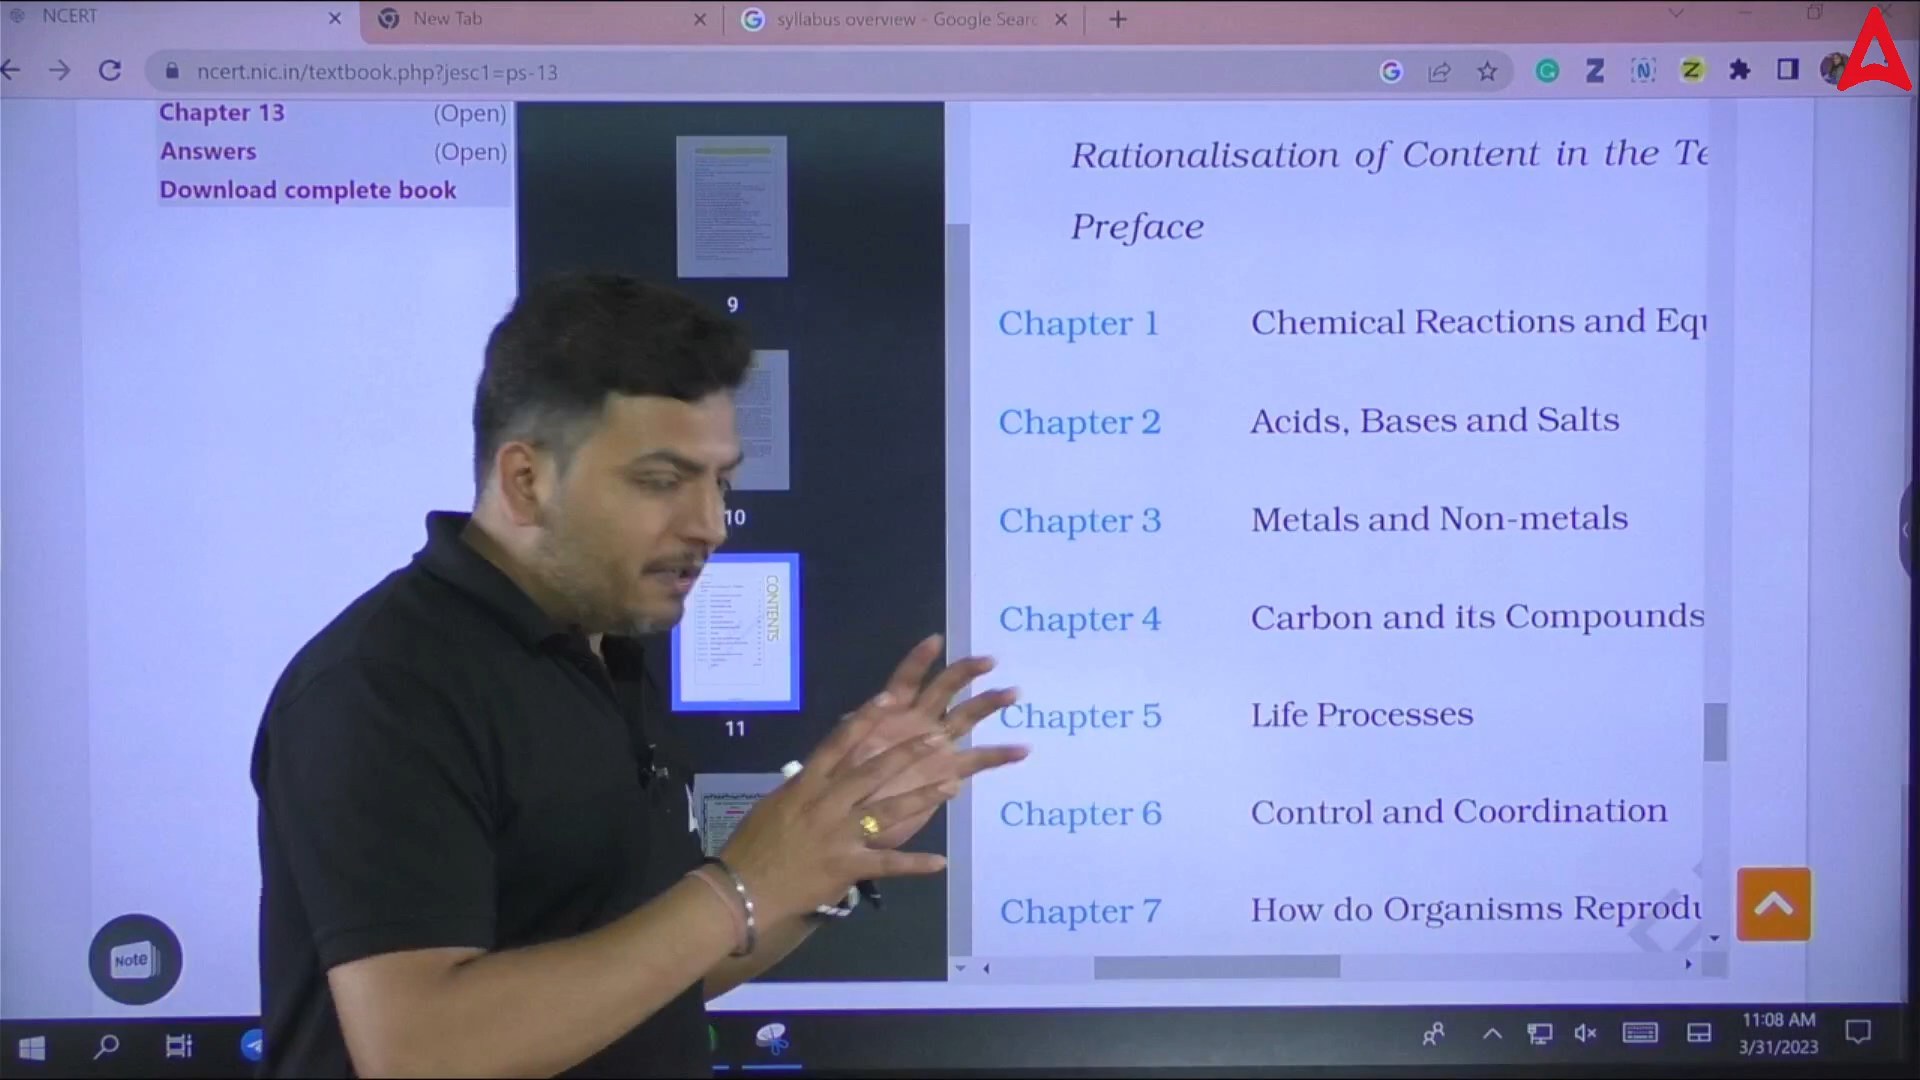 NCERT
New Tab
syllabus overview - Google Searc
ncert.nic.in/textbook.php?jesc1=ps-13
Chapter 13 (Open)
Answers (Open)
Download complete book
9
10
CONTENTS
11
Rationalisation of Content in the Te
Preface
Chapter 1 Chemical Reactions and Equ
Chapter 2 Acids, Bases and Salts
Chapter 3 Metals and Non-metals
Chapter 4 Carbon and its Compounds
Chapter 5 Life Processes
Chapter 6 Control and Coordination
Chapter 7 How do Organisms Reprodu
Note
11:08 AM
3/31/2023